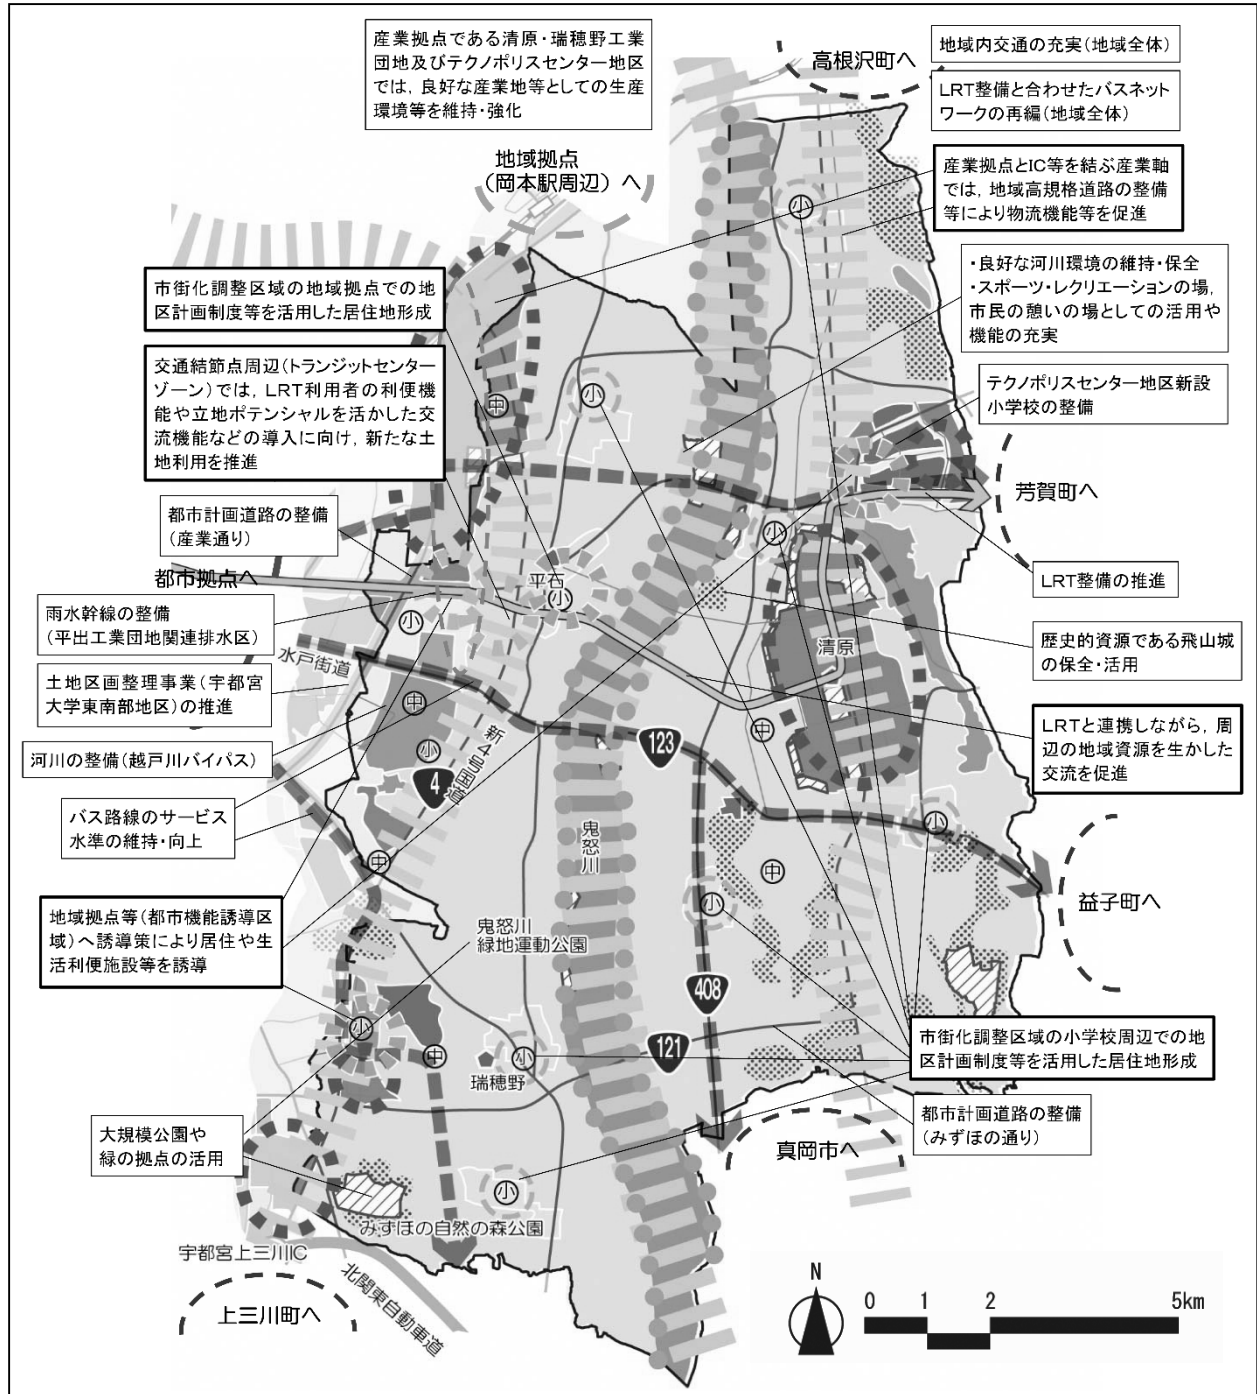 産業拠点である清原・瑞穂野工業
団地及びテクノポリスセンター地区
では，良好な産業地等としての生産
環境等を維持・強化
高根沢町へ
地域内交通の充実(地域全体)
LRT整備と合わせたバスネット
ワークの再編(地域全体)
地域拠点
（岡本駅周辺）へ
産業拠点とIC等を結ぶ産業軸
では，地域高規格道路の整備
等により物流機能等を促進
小
市街化調整区域の地域拠点での地
区計画制度等を活用した居住地形成
・良好な河川環境の維持・保全
・スポーツ・レクリエーションの場，
市民の憩いの場としての活用や
機能の充実
交通結節点周辺(トランジットセンター
ゾーン)では，LRT利用者の利便機
能や立地ポテンシャルを活かした交
流機能などの導入に向け，新たな土
地利用を推進
中
小
テクノポリスセンター地区新設
小学校の整備
芳賀町へ
都市計画道路の整備
(産業通り)
小
都市拠点へ
平石
小
LRT整備の推進
雨水幹線の整備
(平出工業団地関連排水区)
小
水戸街道
清原
歴史的資源である飛山城
の保全・活用
土地区画整理事業(宇都宮
大学東南部地区)の推進
中
中
LRTと連携しながら，周
辺の地域資源を生かした
交流を促進
河川の整備(越戸川バイパス)
小
新4号国道
4
123
バス路線のサービス
水準の維持・向上
鬼怒川
小
中
中
小
益子町へ
地域拠点等(都市機能誘導区
域)へ誘導策により居住や生
活利便施設等を誘導
鬼怒川
緑地運動公園
408
小
中
小
瑞穂野
121
市街化調整区域の小学校周辺での地
区計画制度等を活用した居住地形成
都市計画道路の整備
(みずほの通り)
大規模公園や
緑の拠点の活用
真岡市へ
小
みずほの自然の森公園
宇都宮上三川IC
北関東自動車道
上三川町へ
N
0 1 2 5km